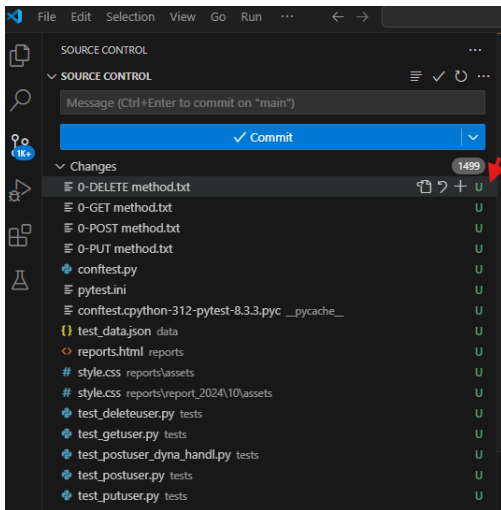 File Edit Selection View Go Run ...
SOURCE CONTROL
SOURCE CONTROL
Message (Ctrl+Enter to commit on "main")
Commit
1K+
Changes 1499
0-DELETE method.txt U
0-GET method.txt U
0-POST method.txt U
0-PUT method.txt U
conftest.py U
pytest.ini U
conftest.cpython-312-pytest-8.3.3.pyc __pycache__ U
{} test_data.json data U
<> reports.html reports U
# style.css reports\assets U
# style.css reports\report_2024\10\assets U
test_deleteuser.py tests U
test_getuser.py tests U
test_postuser_dyna_handl.py tests U
test_postuser.py tests U
test_putuser.py tests U